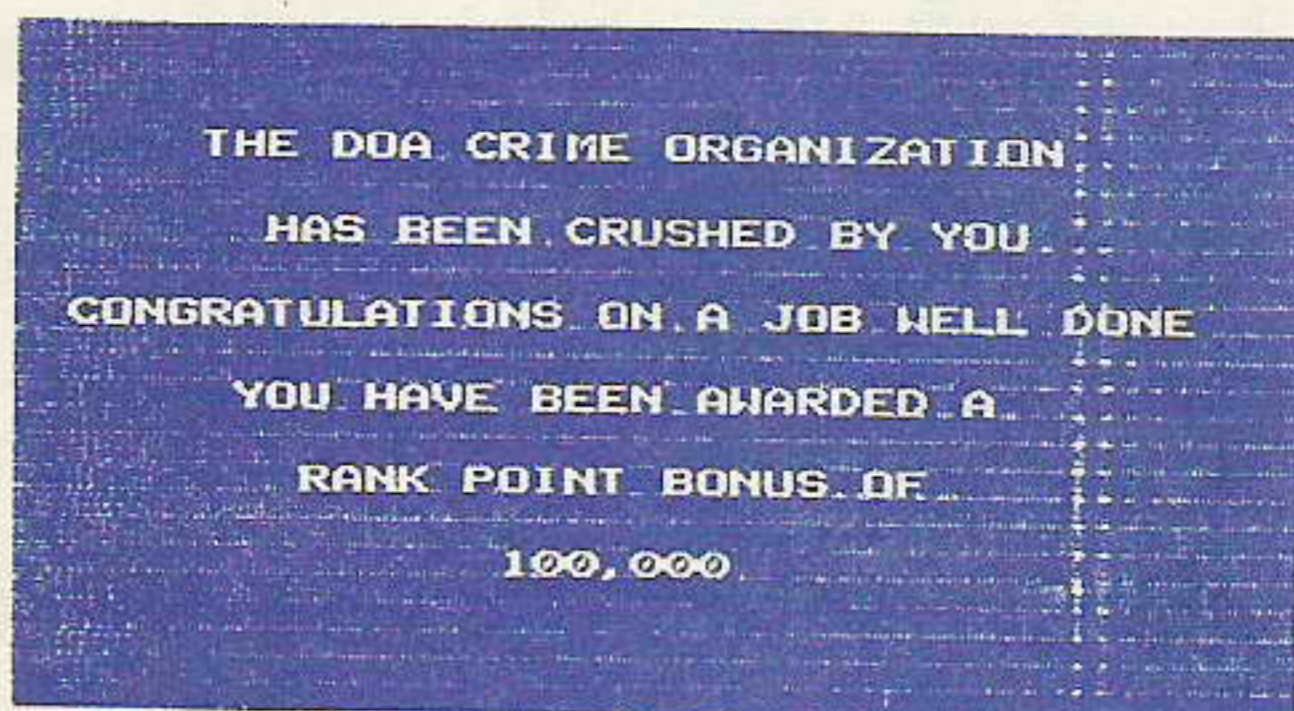 THE DOA CRIME ORGANIZATION
HAS BEEN CRUSHED BY YOU
CONGRATULATIONS ON A JOB WELL DONE
YOU HAVE BEEN AWARDED A
RANK POINT BONUS OF
100,000